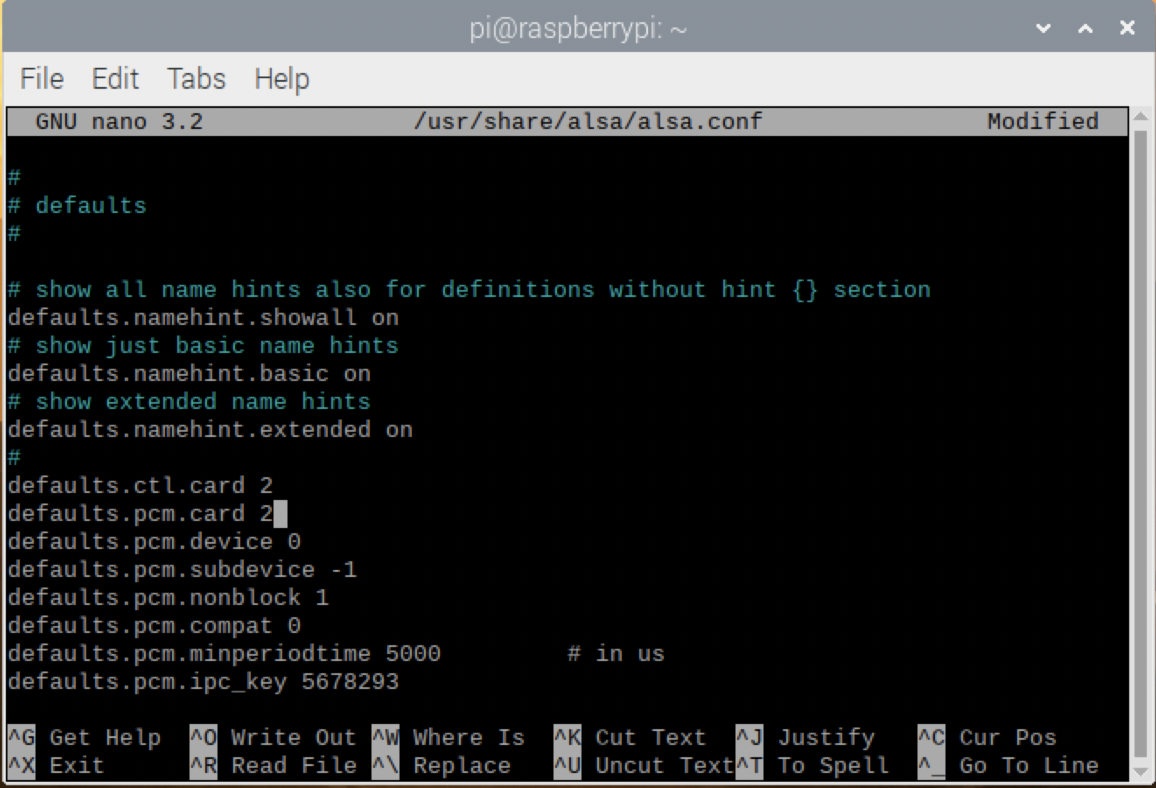 pi@raspberrypi: ~
File Edit Tabs Help
GNU nano 3.2 /usr/share/alsa/alsa.conf Modified
#
# defaults
#
# show all name hints also for definitions without hint {} section
defaults.namehint.showall on
# show just basic name hints
defaults.namehint.basic on
# show extended name hints
defaults.namehint.extended on
#
defaults.ctl.card 2
defaults.pcm.card 2
defaults.pcm.device 0
defaults.pcm.subdevice -1
defaults.pcm.nonblock 1
defaults.pcm.compat 0
defaults.pcm.minperiodtime 5000 # in us
defaults.pcm.ipc_key 5678293
^G Get Help ^O Write Out ^W Where Is ^K Cut Text ^J Justify ^C Cur Pos
^X Exit ^R Read File ^\ Replace ^U Uncut Text ^T To Spell ^_ Go To Line